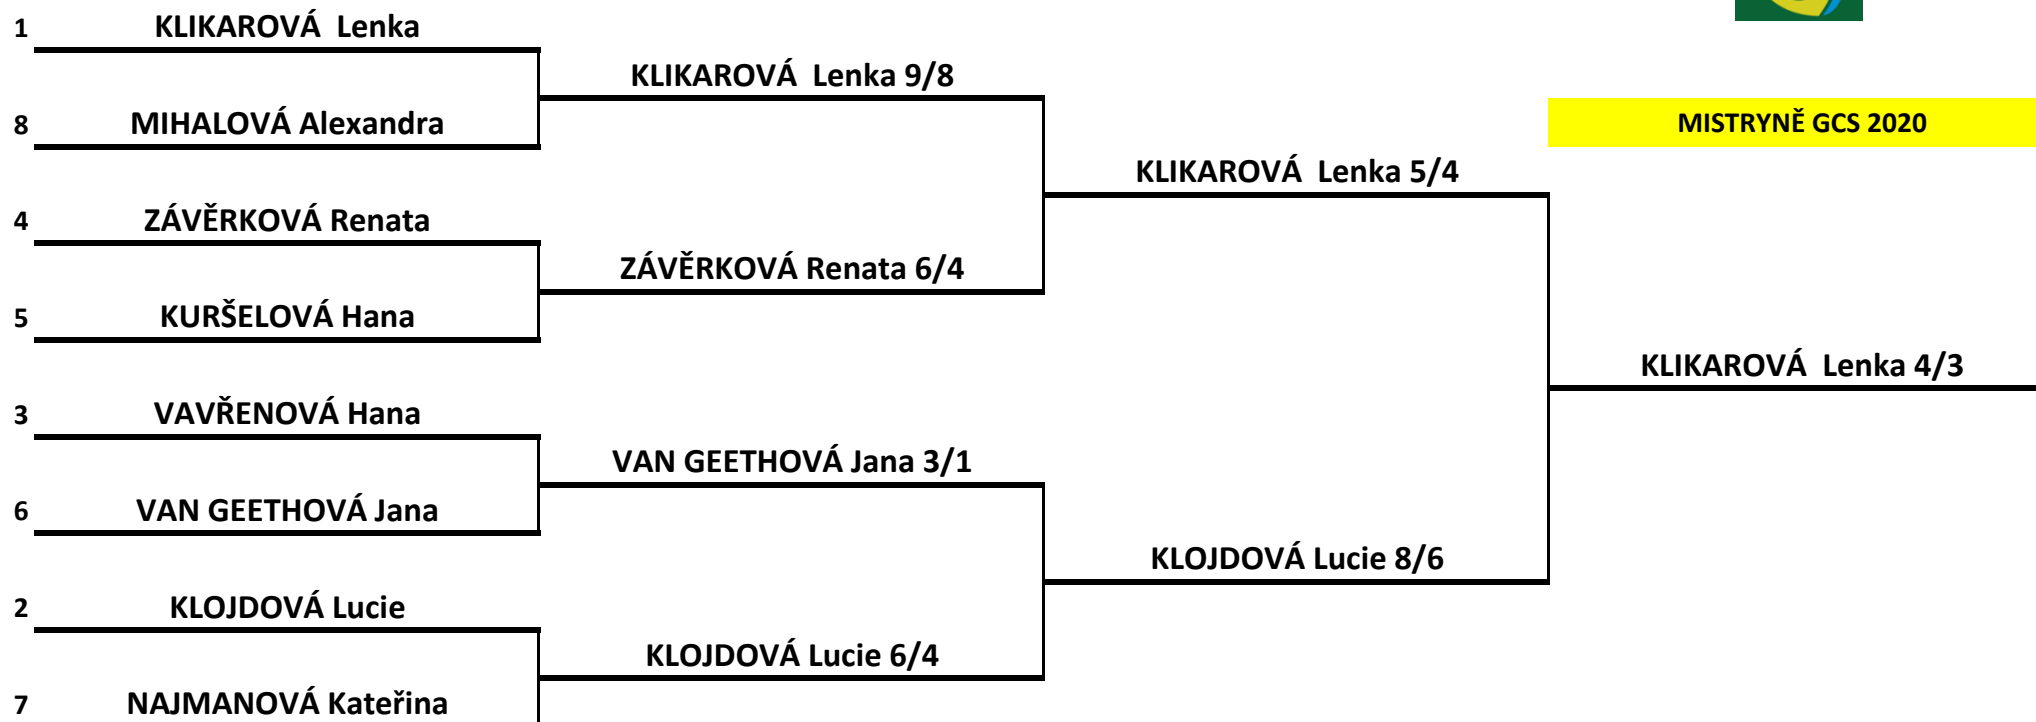 1 KLIKAROVÁ  Lenka
KLIKAROVÁ  Lenka 9/8
8 MIHALOVÁ Alexandra
MISTRYNĚ GCS 2020
KLIKAROVÁ  Lenka 5/4
4 ZÁVĚRKOVÁ Renata
ZÁVĚRKOVÁ Renata 6/4
5 KURŠELOVÁ Hana
KLIKAROVÁ  Lenka 4/3
3 VAVŘENOVÁ Hana
VAN GEETHOVÁ Jana 3/1
6 VAN GEETHOVÁ Jana
KLOJDOVÁ Lucie 8/6
2 KLOJDOVÁ Lucie
KLOJDOVÁ Lucie 6/4
7 NAJMANOVÁ Kateřina